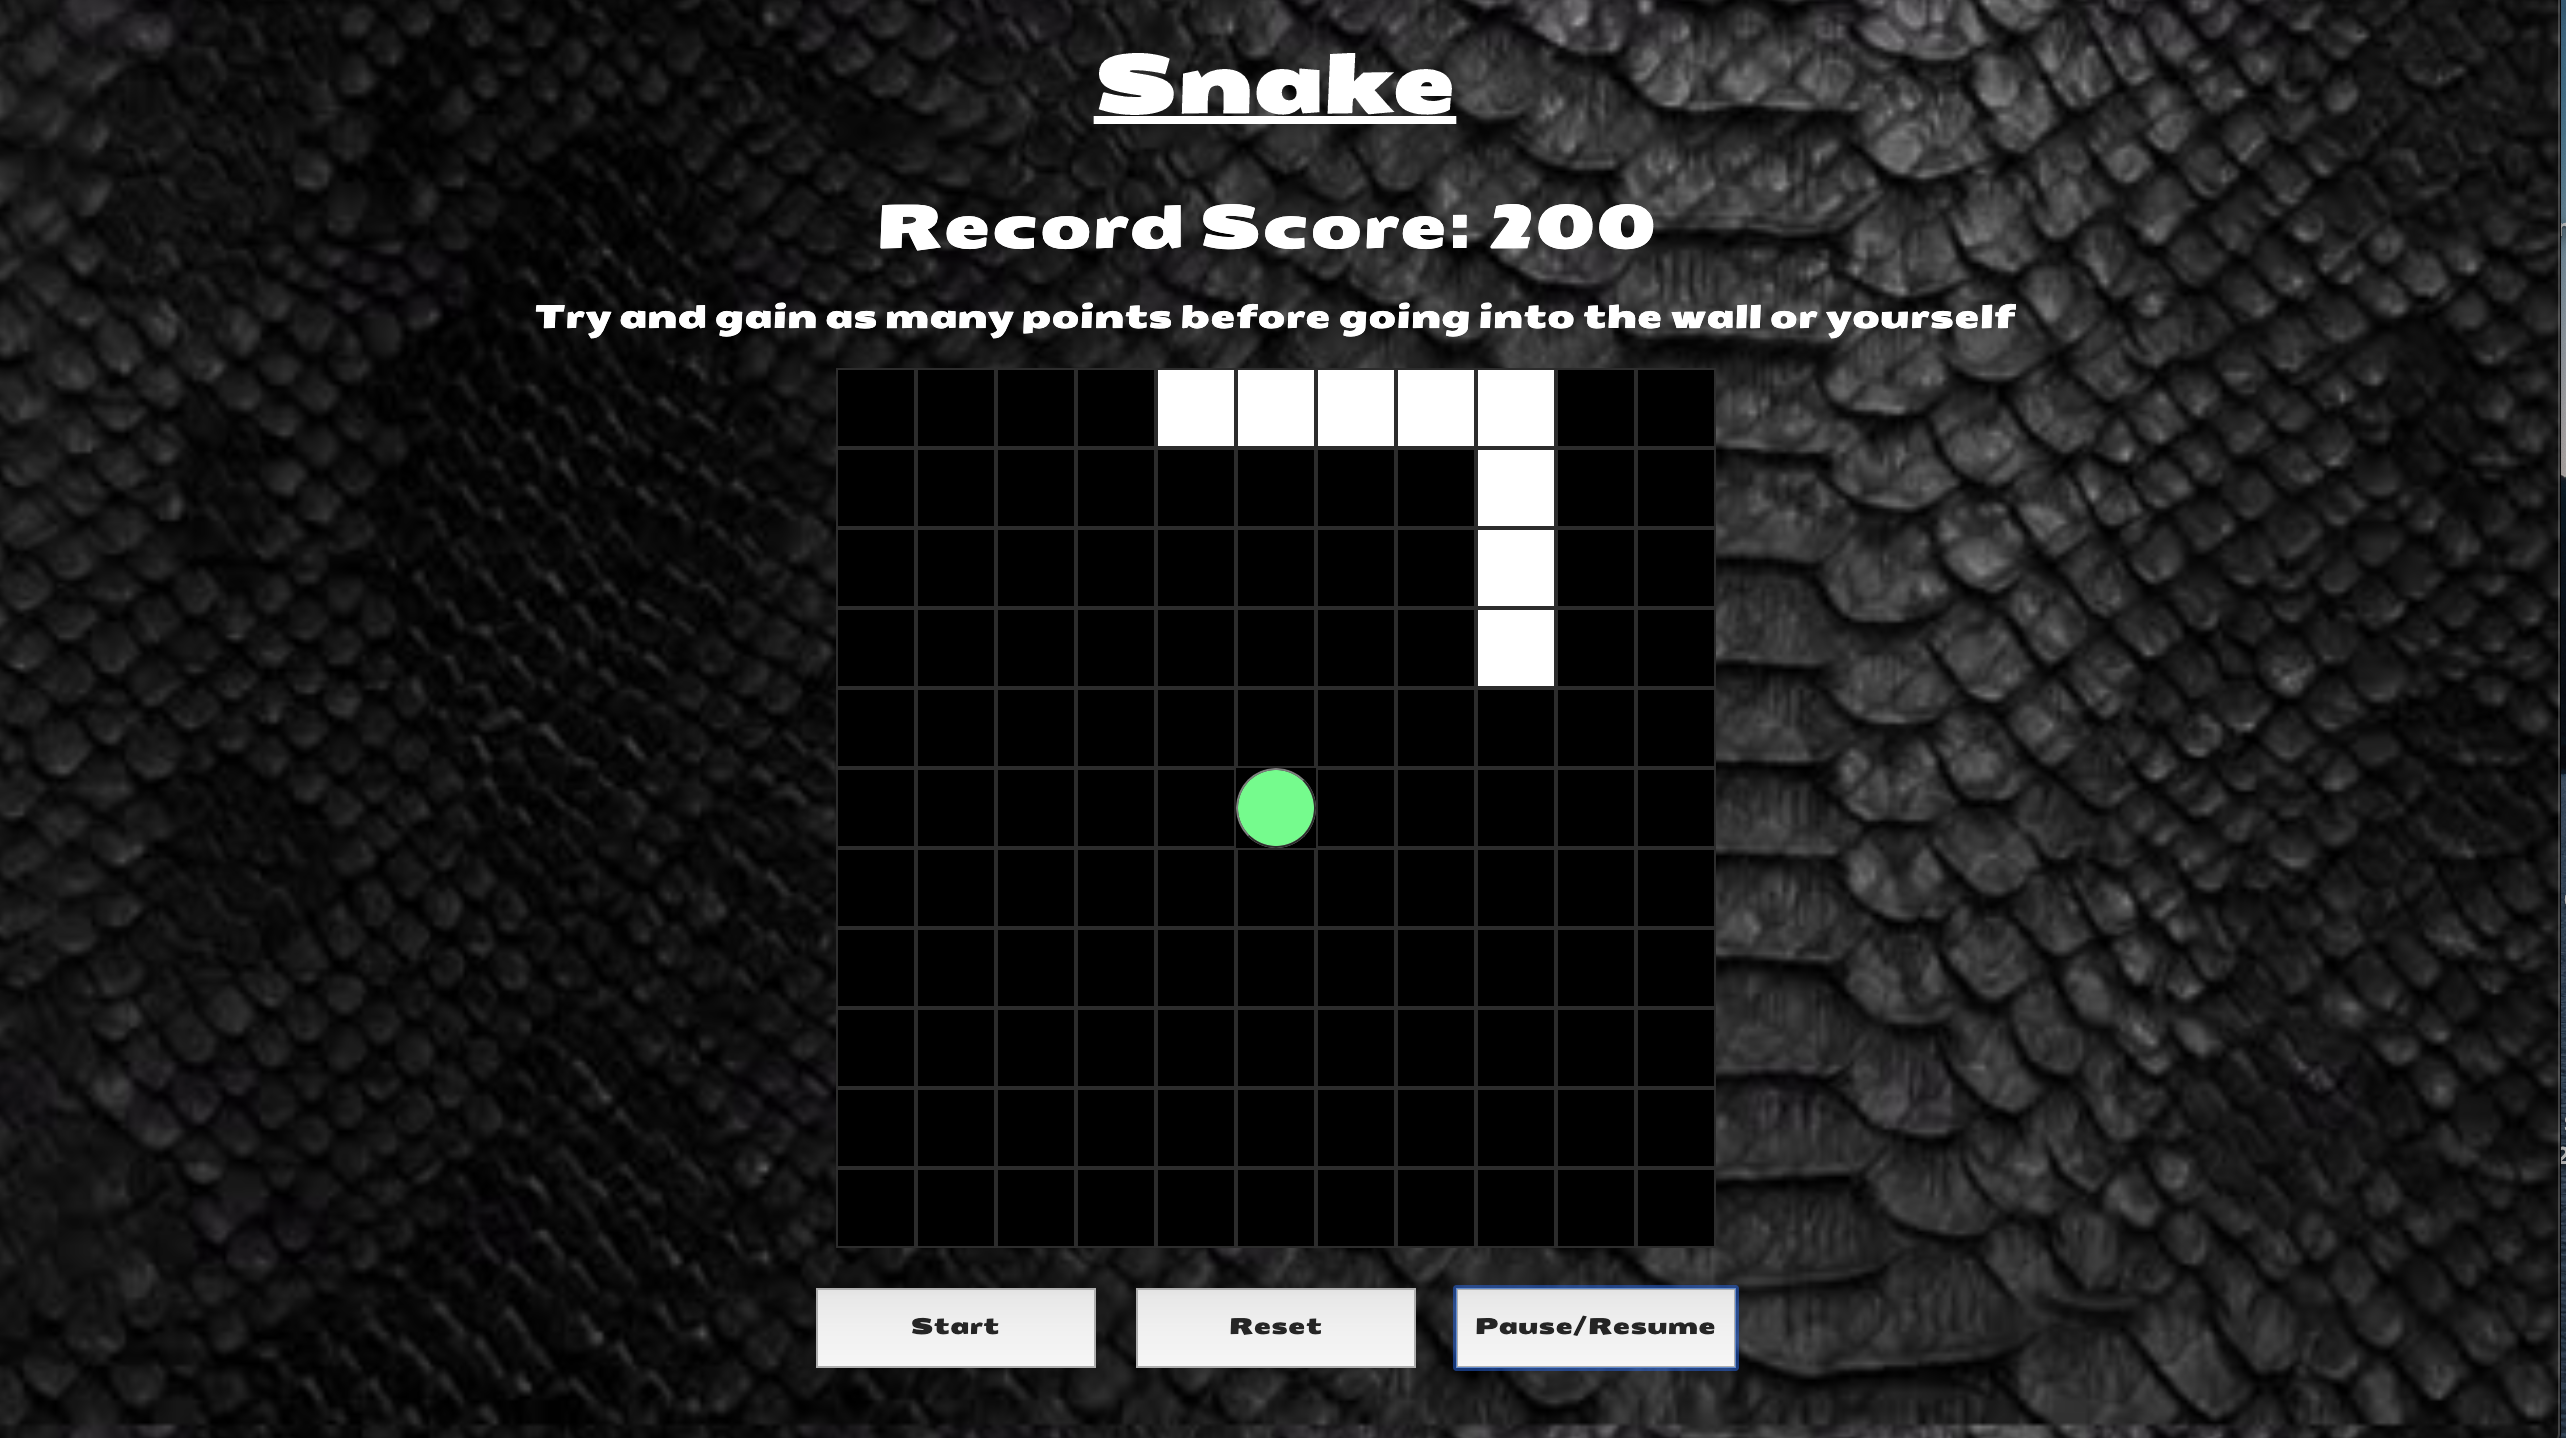 Snake
Record Score: 200
Try and gain as many points before going into the wall or yourself
Start
Reset
Pause/Resume